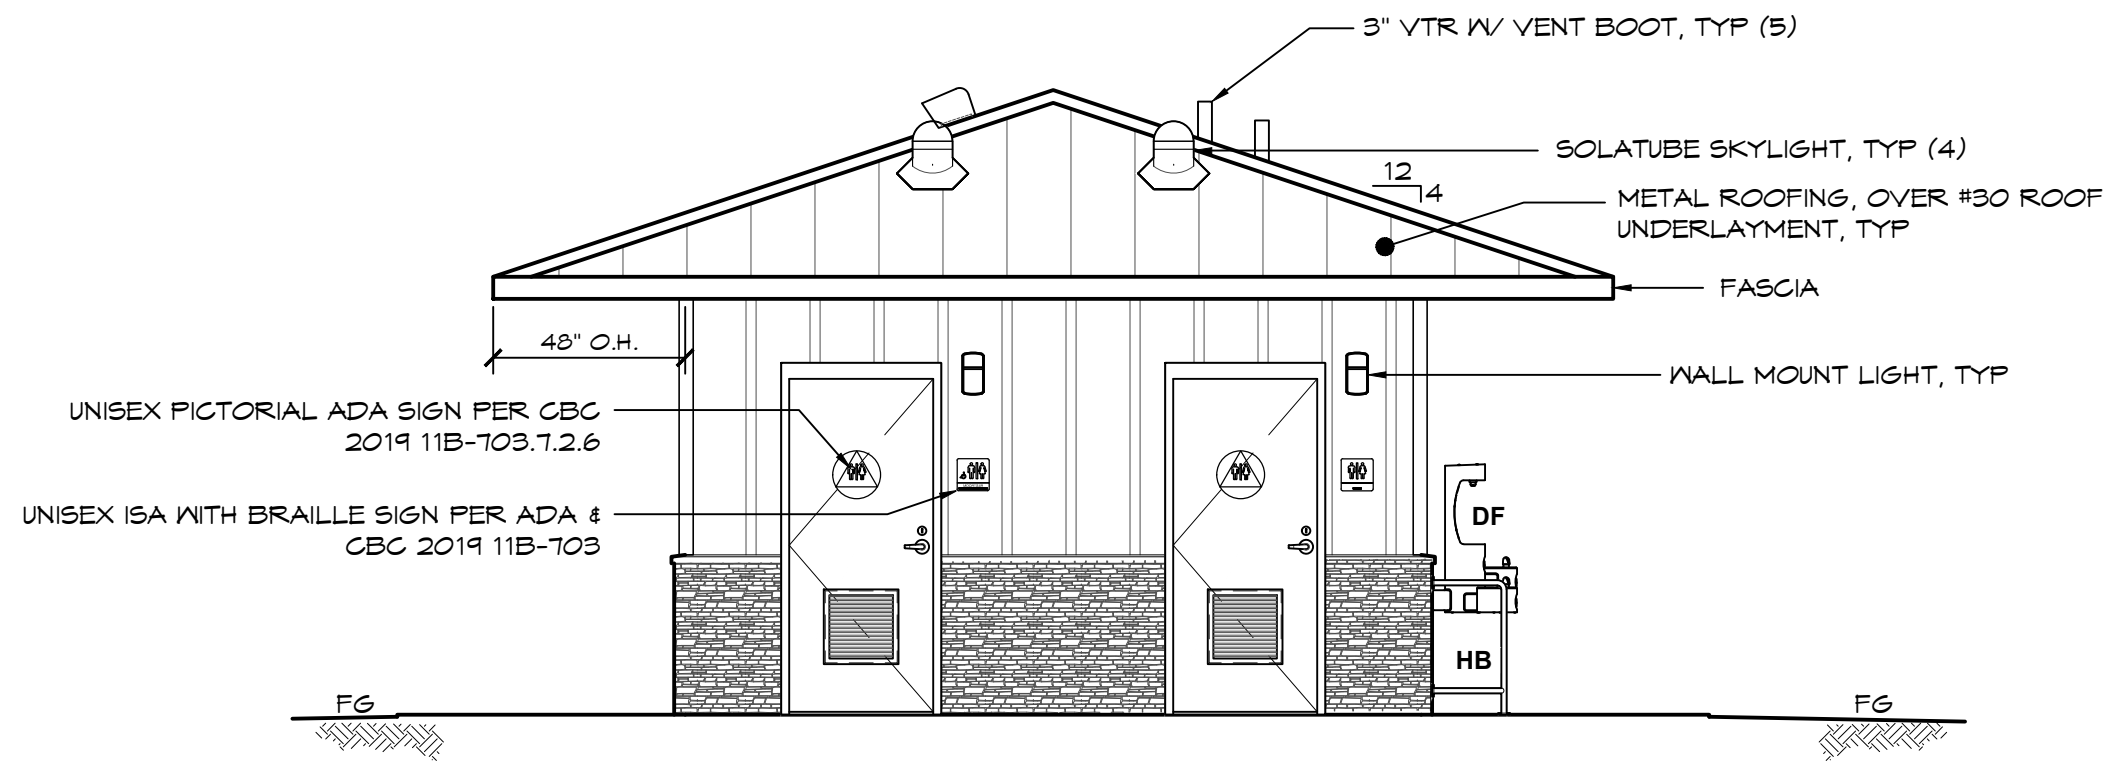 3" VTR W/ VENT BOOT, TYP (5)
SOLATUBE SKYLIGHT, TYP (4)
12
4
METAL ROOFING, OVER #30 ROOF
UNDERLAYMENT, TYP
FASCIA
48" O.H.
WALL MOUNT LIGHT, TYP
UNISEX PICTORIAL ADA SIGN PER CBC
2019 11B-703.7.2.6
UNISEX ISA WITH BRAILLE SIGN PER ADA &
CBC 2019 11B-703
DF
HB
FG
FG